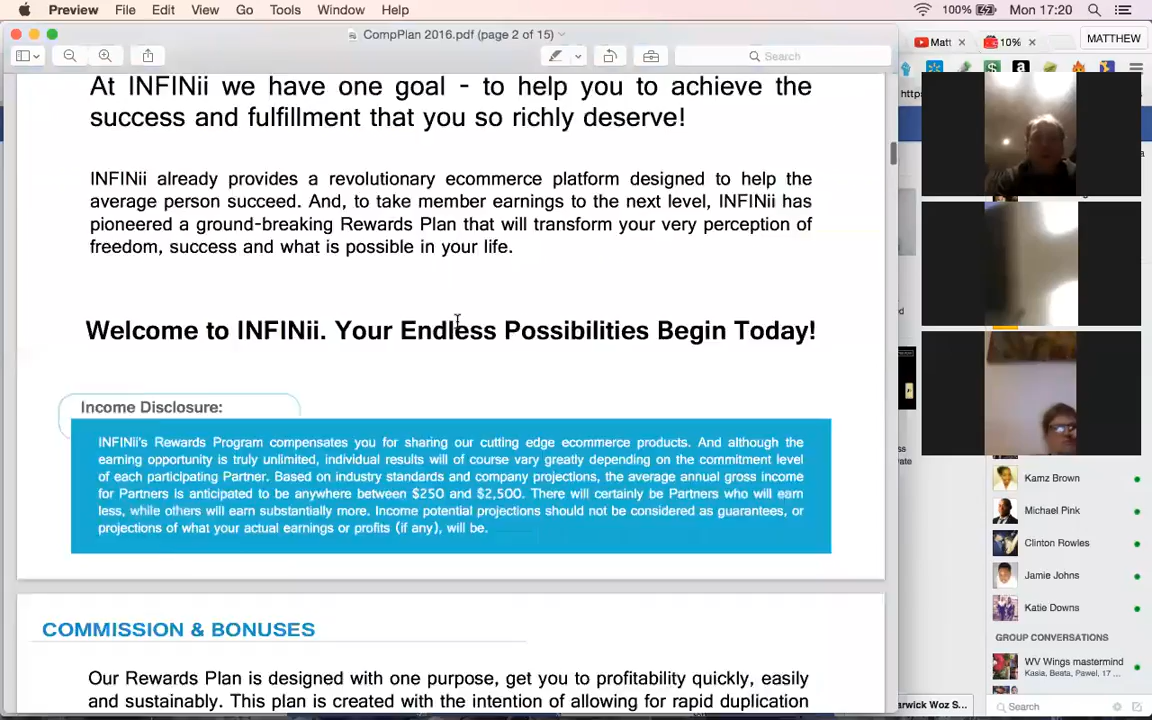 Preview File Edit View Go Tools Window Help 100% Mon 17:20
CompPlan 2016.pdf (page 2 of 15)
Search
Matt 10% MATTHEW
http
At INFINii we have one goal - to help you to achieve the
success and fulfillment that you so richly deserve!
INFINii already provides a revolutionary ecommerce platform designed to help the
average person succeed. And, to take member earnings to the next level, INFINii has
pioneered a ground-breaking Rewards Plan that will transform your very perception of
freedom, success and what is possible in your life.
Welcome to INFINii. Your Endless Possibilities Begin Today!
Income Disclosure:
INFINii's Rewards Program compensates you for sharing our cutting edge ecommerce products. And although the
earning opportunity is truly unlimited, individual results will of course vary greatly depending on the commitment level
of each participating Partner. Based on industry standards and company projections, the average annual gross income
for Partners is anticipated to be anywhere between $250 and $2,500. There will certainly be Partners who will earn
less, while others will earn substantially more. Income potential projections should not be considered as guarantees, or
projections of what your actual earnings or profits (if any), will be.
COMMISSION & BONUSES
Our Rewards Plan is designed with one purpose, get you to profitability quickly, easily
and sustainably. This plan is created with the intention of allowing for rapid duplication
Kamz Brown
Michael Pink
Clinton Rowles
Jamie Johns
Katie Downs
GROUP CONVERSATIONS
WV Wings mastermind
Kasia, Beata, Pawel, 17 ...
arwick Woz S...
Search